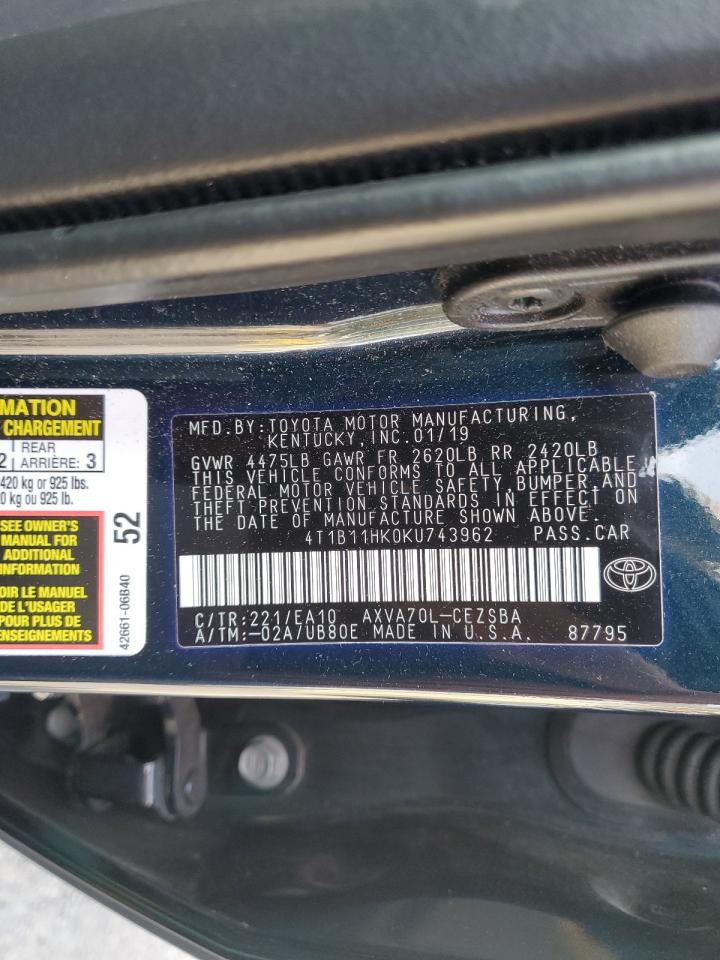 MATION
CHARGEMENT
2 REAR
ARRIÈRE: 3
420 kg or 925 lbs.
0 kg ou 925 lb.
SEE OWNER'S
MANUAL FOR
ADDITIONAL
INFORMATION
OIR LE MANUEL
DE L'USAGER
POUR PLUS DE
ENSEIGNEMENTS
52
42661-06B40
MFD.BY:TOYOTA MOTOR MANUFACTURING,
KENTUCKY, INC. 01/19
GVWR 4475LB GAWR FR 2620LB RR 2420LB
THIS VEHICLE CONFORMS TO ALL APPLICABLE
FEDERAL MOTOR VEHICLE SAFETY, BUMPER, AND
THEFT PREVENTION STANDARDS IN EFFECT ON
THE DATE OF MANUFACTURE SHOWN ABOVE.
4T1B11HK0KU743962 PASS.CAR
C/TR:221/EA10 AXVA70L-CEZSBA
A/TM:-02A/UB80E MADE IN U.S.A. 87795